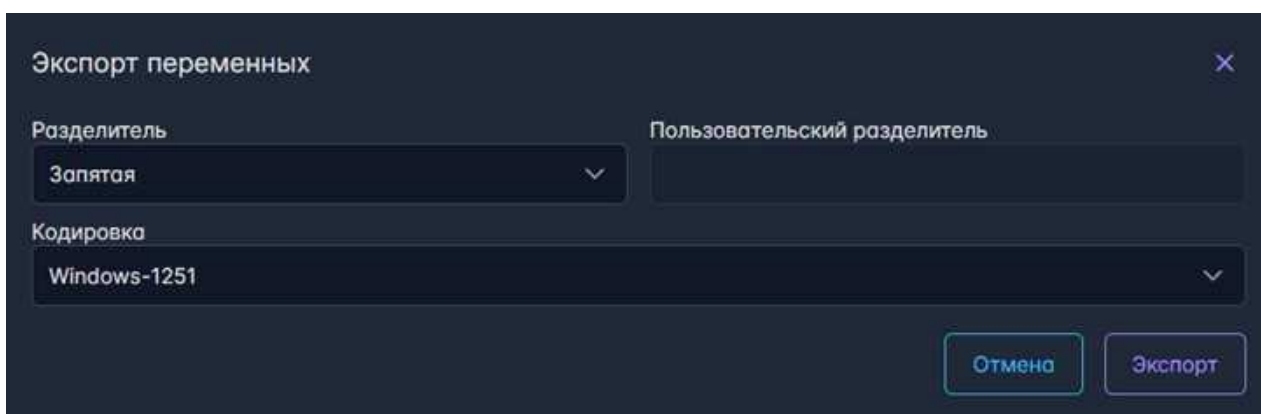 Экспорт переменных
Разделитель
Пользовательский разделитель
Запятая
Кодировка
Windows-1251
Отмена
Экспорт